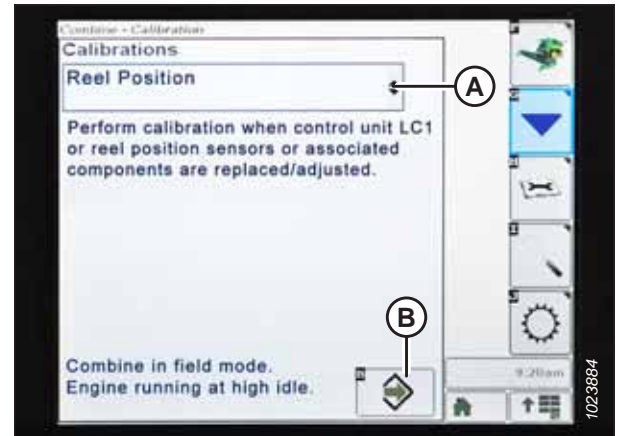 Combine - Calibration
Calibrations
Reel Position
A
Perform calibration when control unit LC1
or reel position sensors or associated
components are replaced/adjusted.
B
Combine in field mode.
Engine running at high idle.
9:20am
1023884